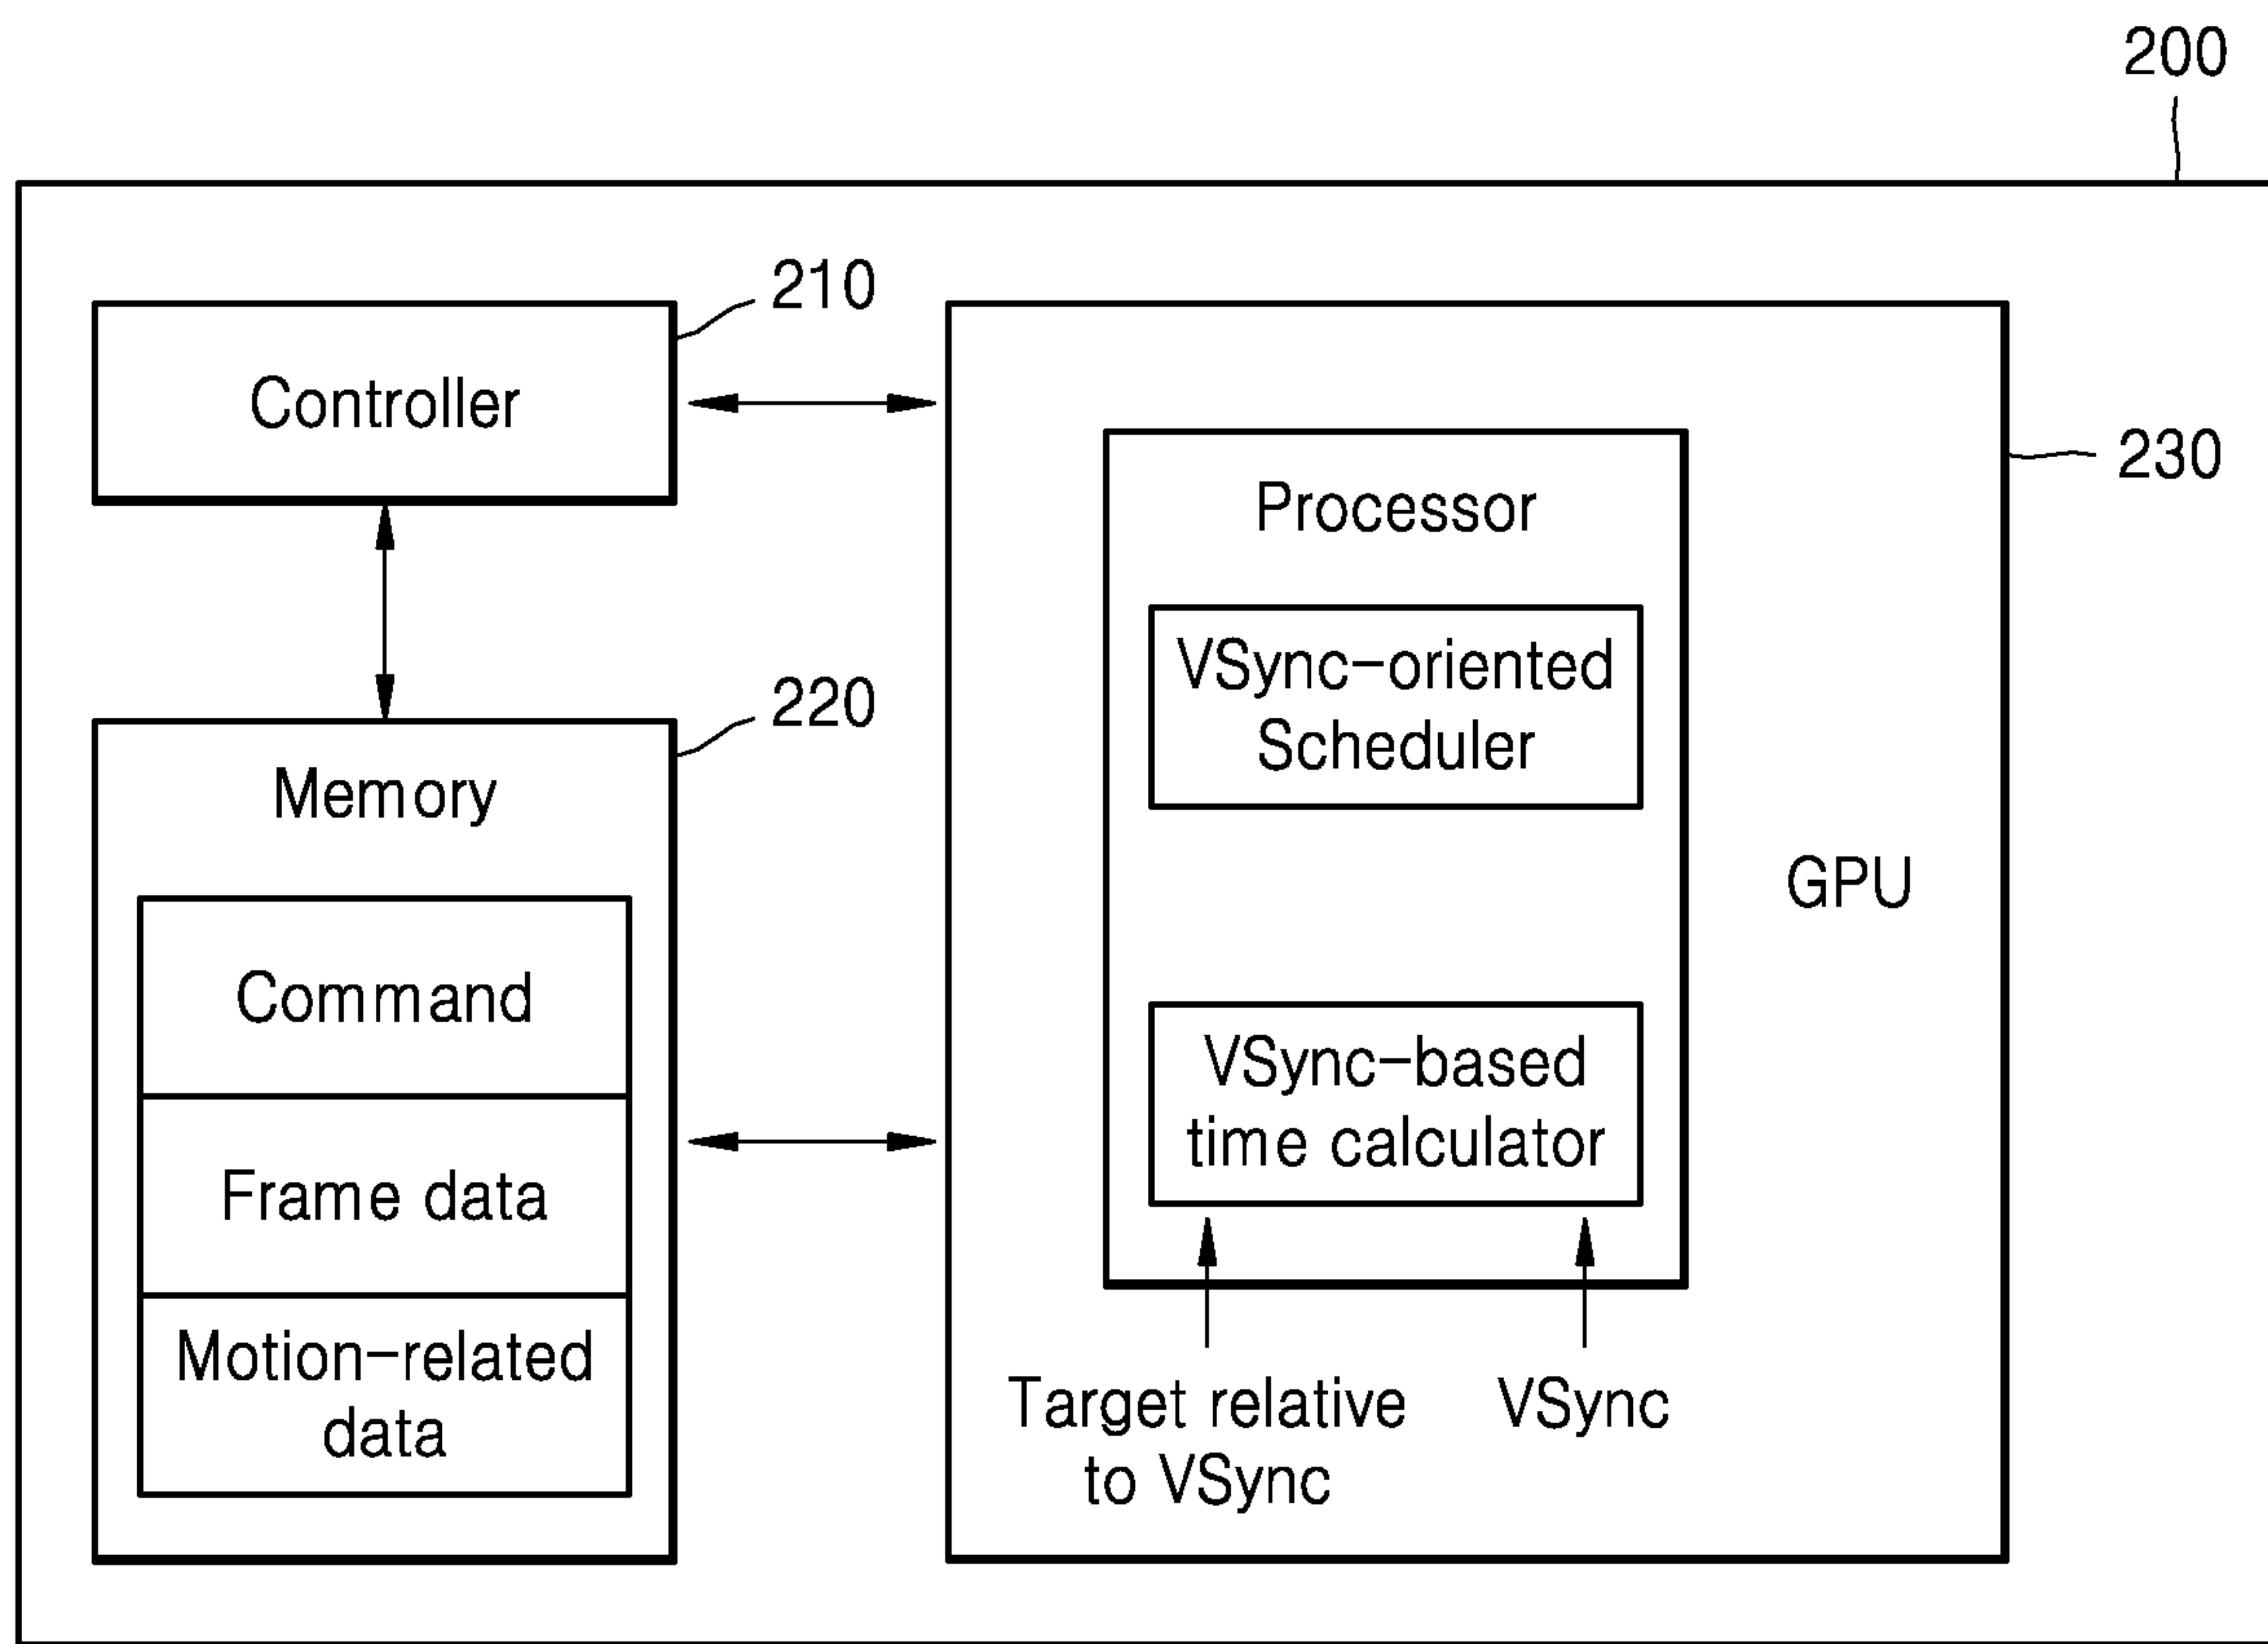 200
210
Controller
230
Processor
VSync-oriented
Scheduler
220
Memory
GPU
Command
VSync-based
time calculator
Frame data
Motion-related
data
Target relative
to VSync
VSync